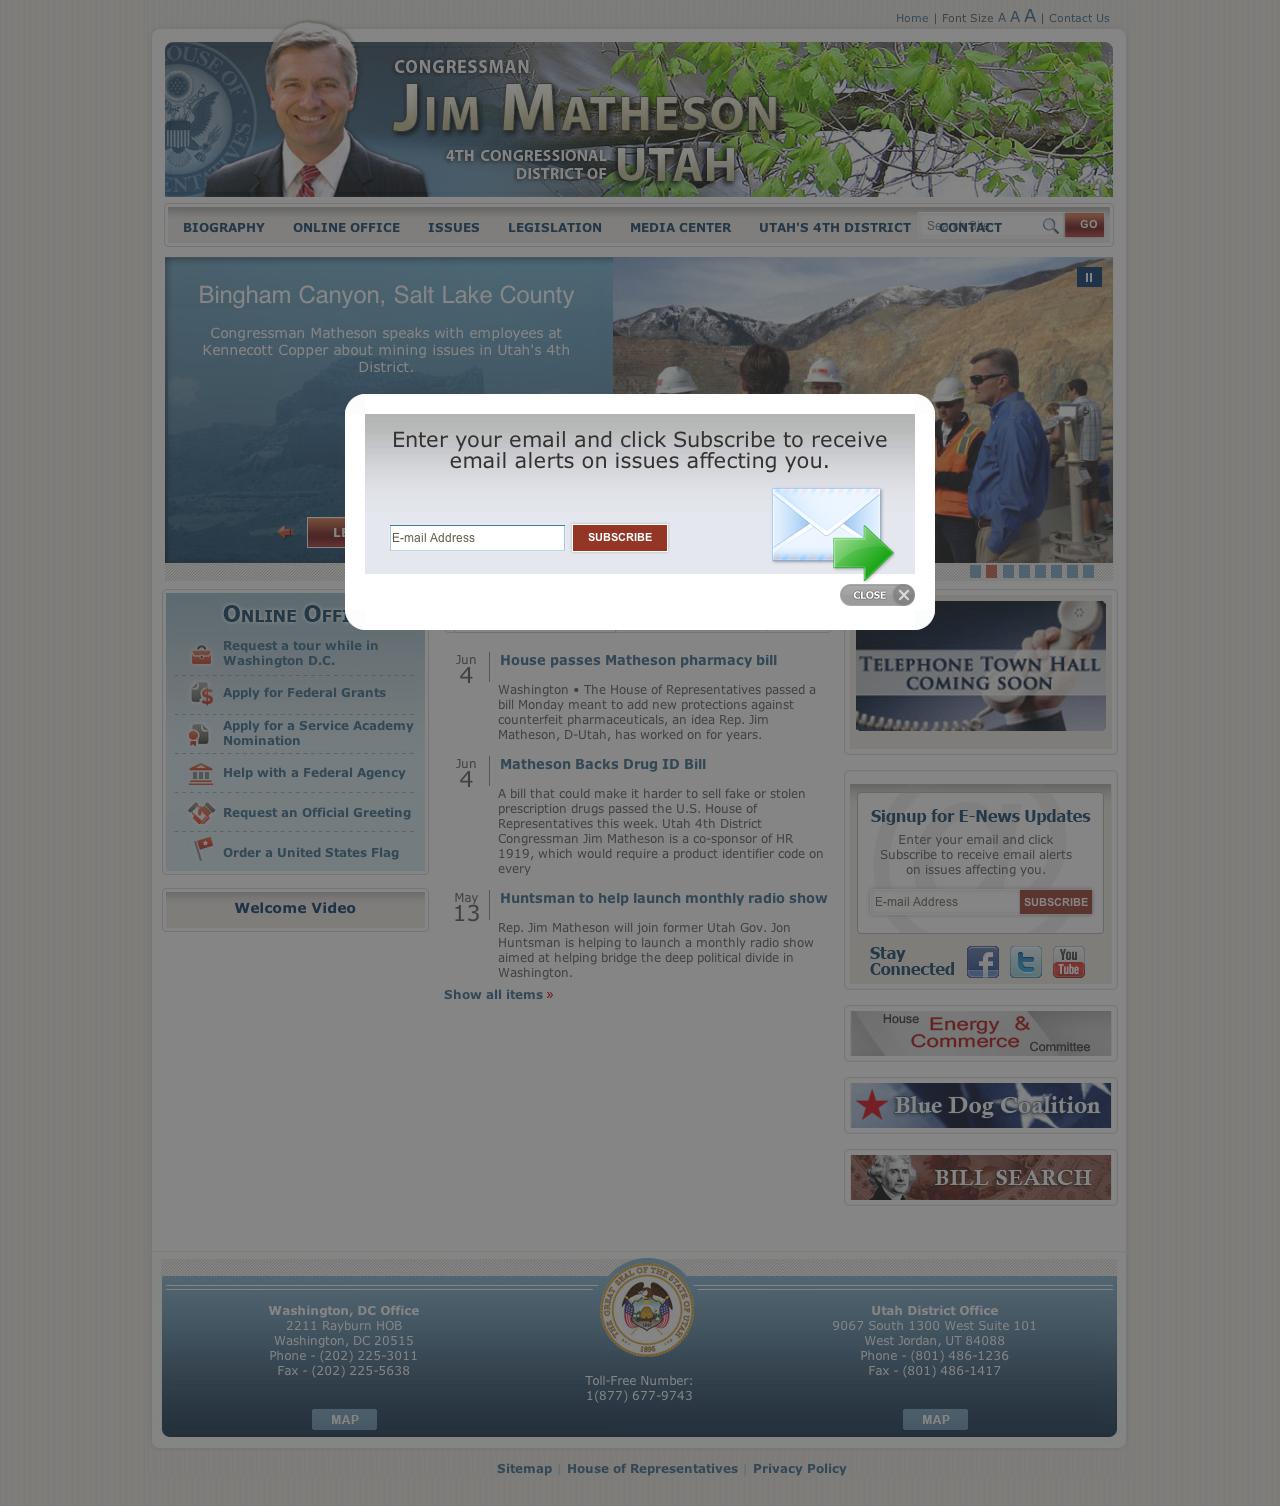 Home | Font Size A A A | Contact Us
CONGRESSMAN
JIM MATHESON
4TH CONGRESSIONAL
DISTRICT OF UTAH
BIOGRAPHY ONLINE OFFICE ISSUES LEGISLATION MEDIA CENTER UTAH'S 4TH DISTRICT CONTACT GO
Bingham Canyon, Salt Lake County
Congressman Matheson speaks with employees at
Kennecott Copper about mining issues in Utah's 4th
District.
Enter your email and click Subscribe to receive
email alerts on issues affecting you.
E-mail Address SUBSCRIBE
CLOSE
ONLINE
Request a tour while in
Washington D.C.
Apply for Federal Grants
Apply for a Service Academy
Nomination
Help with a Federal Agency
Request an Official Greeting
Order a United States Flag
Welcome Video
Jun
4
House passes Matheson pharmacy bill
Washington • The House of Representatives passed a
bill Monday meant to add new protections against
counterfeit pharmaceuticals, an idea Rep. Jim
Matheson, D-Utah, has worked on for years.
Jun
4
Matheson Backs Drug ID Bill
A bill that could make it harder to sell fake or stolen
prescription drugs passed the U.S. House of
Representatives this week. Utah 4th District
Congressman Jim Matheson is a co-sponsor of HR
1919, which would require a product identifier code on
every
May
13
Huntsman to help launch monthly radio show
Rep. Jim Matheson will join former Utah Gov. Jon
Huntsman is helping to launch a monthly radio show
aimed at helping bridge the deep political divide in
Washington.
Show all items »
TELEPHONE TOWN HALL
COMING SOON
Signup for E-News Updates
Enter your email and click
Subscribe to receive email alerts
on issues affecting you.
E-mail Address SUBSCRIBE
Stay
Connected
You
Tube
House Energy &
Commerce Committee
Blue Dog Coalition
BILL SEARCH
Washington, DC Office
2211 Rayburn HOB
Washington, DC 20515
Phone - (202) 225-3011
Fax - (202) 225-5638
MAP
THE GREAT SEAL OF THE STATE OF UTAH
1896
Toll-Free Number:
1(877) 677-9743
Utah District Office
9067 South 1300 West Suite 101
West Jordan, UT 84088
Phone - (801) 486-1236
Fax - (801) 486-1417
MAP
Sitemap | House of Representatives | Privacy Policy